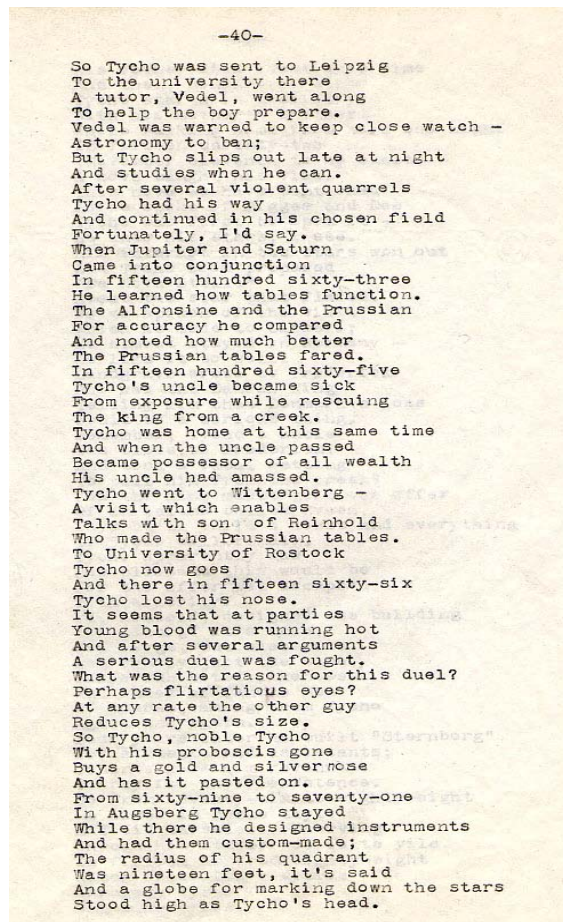 -40-
So Tycho was sent to Leipzig
To the university there
A tutor, Vedel, went along
To help the boy prepare.
Vedel was warned to keep close watch -
Astronomy to ban;
But Tycho slips out late at night
And studies when he can.
After several violent quarrels
Tycho had his way
And continued in his chosen field
Fortunately, I'd say.
When Jupiter and Saturn
Came into conjunction
In fifteen hundred sixty-three
He learned how tables function.
The Alfonsine and the Prussian
For accuracy he compared
And noted how much better
The Prussian tables fared.
In fifteen hundred sixty-five
Tycho's uncle became sick
From exposure while rescuing
The king from a creek.
Tycho was home at this same time
And when the uncle passed
Became possessor of all wealth
His uncle had amassed.
Tycho went to Wittenberg -
A visit which enables
Talks with son of Reinhold
Who made the Prussian tables.
To University of Rostock
Tycho now goes
And there in fifteen sixty-six
Tycho lost his nose.
It seems that at parties
Young blood was running hot
And after several arguments
A serious duel was fought.
What was the reason for this duel?
Perhaps flirtatious eyes?
At any rate the other guy
Reduces Tycho's size.
So Tycho, noble Tycho
With his proboscis gone
Buys a gold and silver nose
And has it pasted on.
From sixty-nine to seventy-one
In Augsberg Tycho stayed
While there he designed instruments
And had them custom-made;
The radius of his quadrant
Was nineteen feet, it's said
And a globe for marking down the stars
Stood high as Tycho's head.